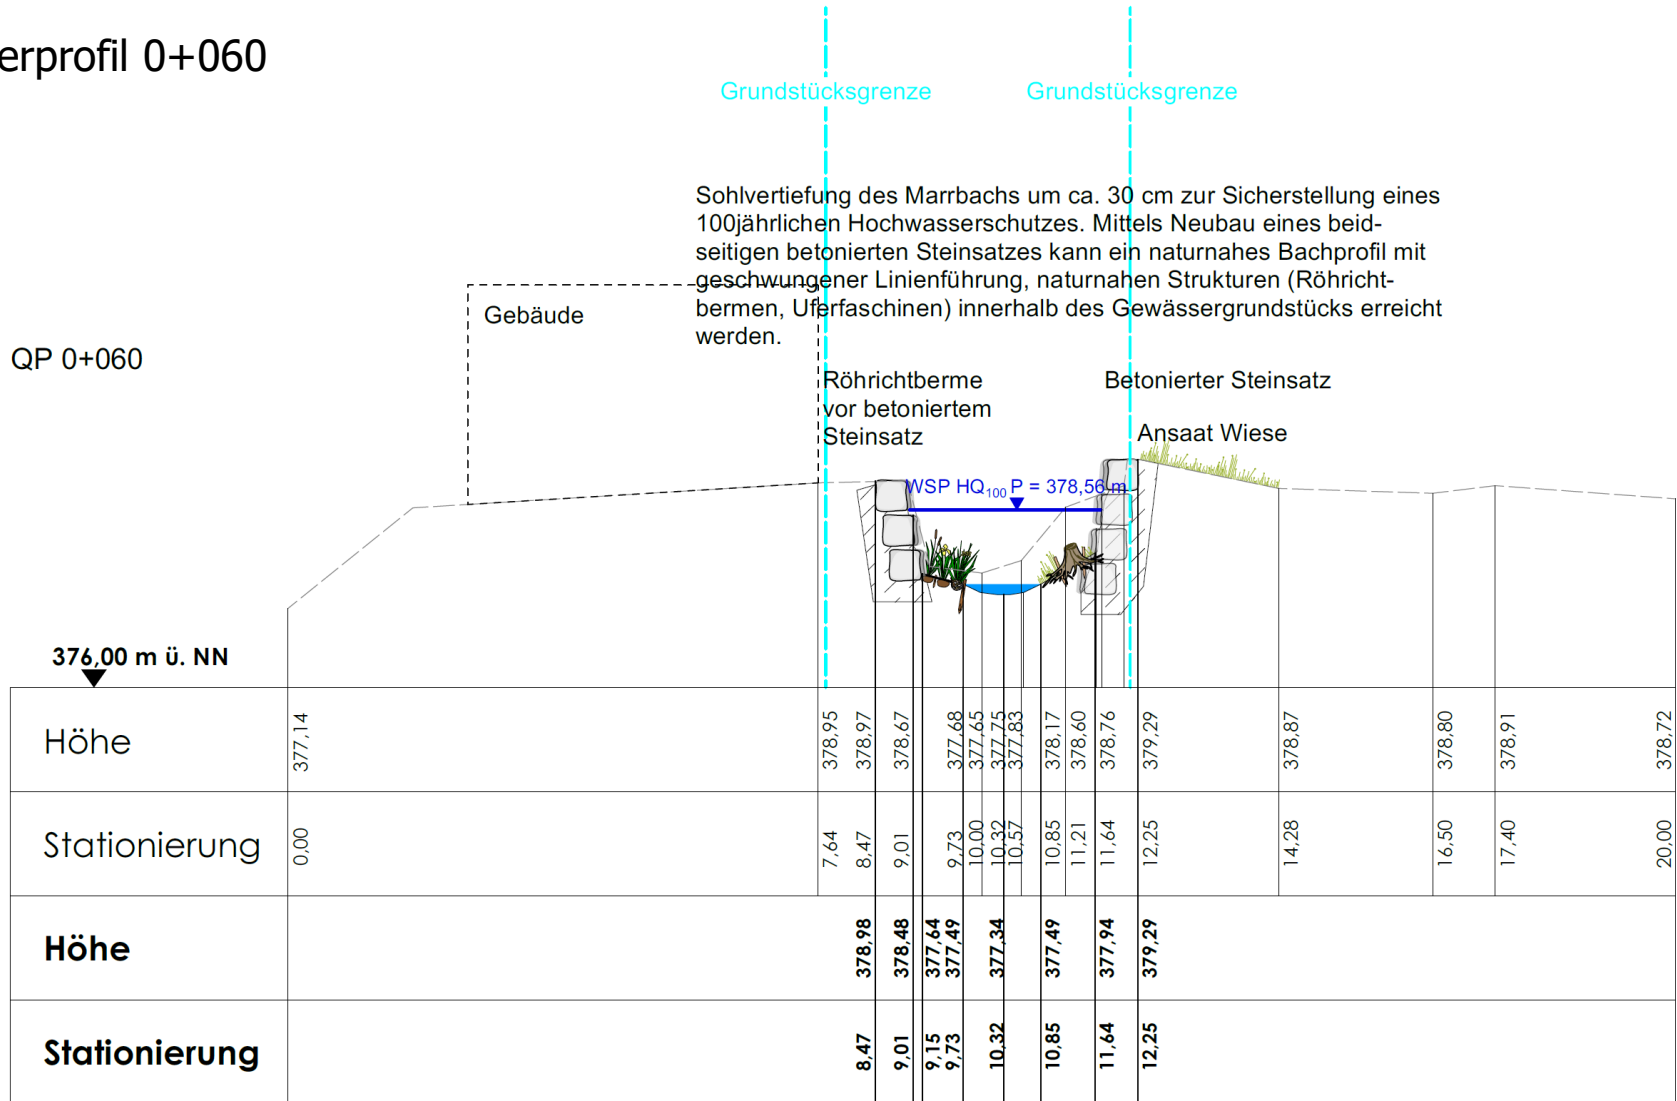 erprofil 0+060
Grundstücksgrenze
Grundstücksgrenze
Sohlvertiefung des Marrbachs um ca. 30 cm zur Sicherstellung eines
100jährlichen Hochwasserschutzes. Mittels Neubau eines beid-
seitigen betonierten Steinsatzes kann ein naturnahes Bachprofil mit
geschwungener Linienführung, naturnahen Strukturen (Röhricht-
bermen, Uferfaschinen) innerhalb des Gewässergrundstücks erreicht
werden.
Gebäude
QP 0+060
Röhrichtberme
vor betoniertem
Steinsatz
Betonierter Steinsatz
Ansaat Wiese
WSP HQ100 P = 378,56 m
376,00 m ü. NN
Höhe
377,14
378,95
378,97
378,67
377,68
377,65
377,75
377,83
378,17
378,60
378,76
379,29
378,87
378,80
378,91
378,72
Stationierung
0,00
7,64
8,47
9,01
9,73
10,00
10,32
10,57
10,85
11,21
11,64
12,25
14,28
16,50
17,40
20,00
Höhe
378,98
378,48
377,64
377,49
377,34
377,49
377,94
379,29
Stationierung
8,47
9,01
9,15
9,73
10,32
10,85
11,64
12,25